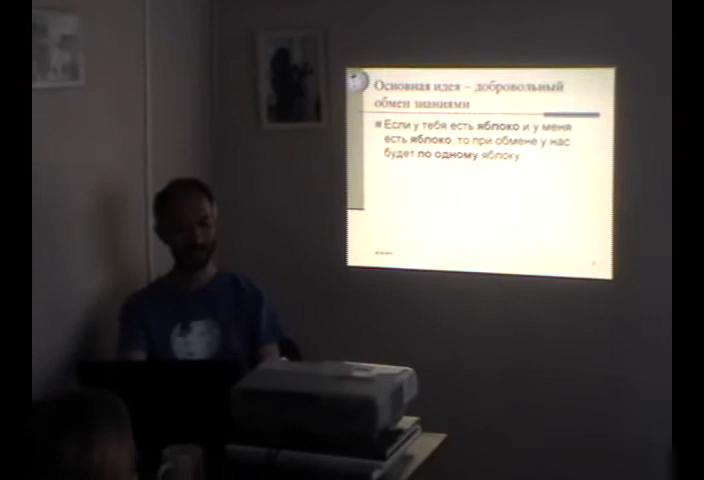 Основная идея – добровольный
обмен знаниями
Если у тебя есть яблоко и у меня
есть яблоко, то при обмене у нас
будет по одному яблоку